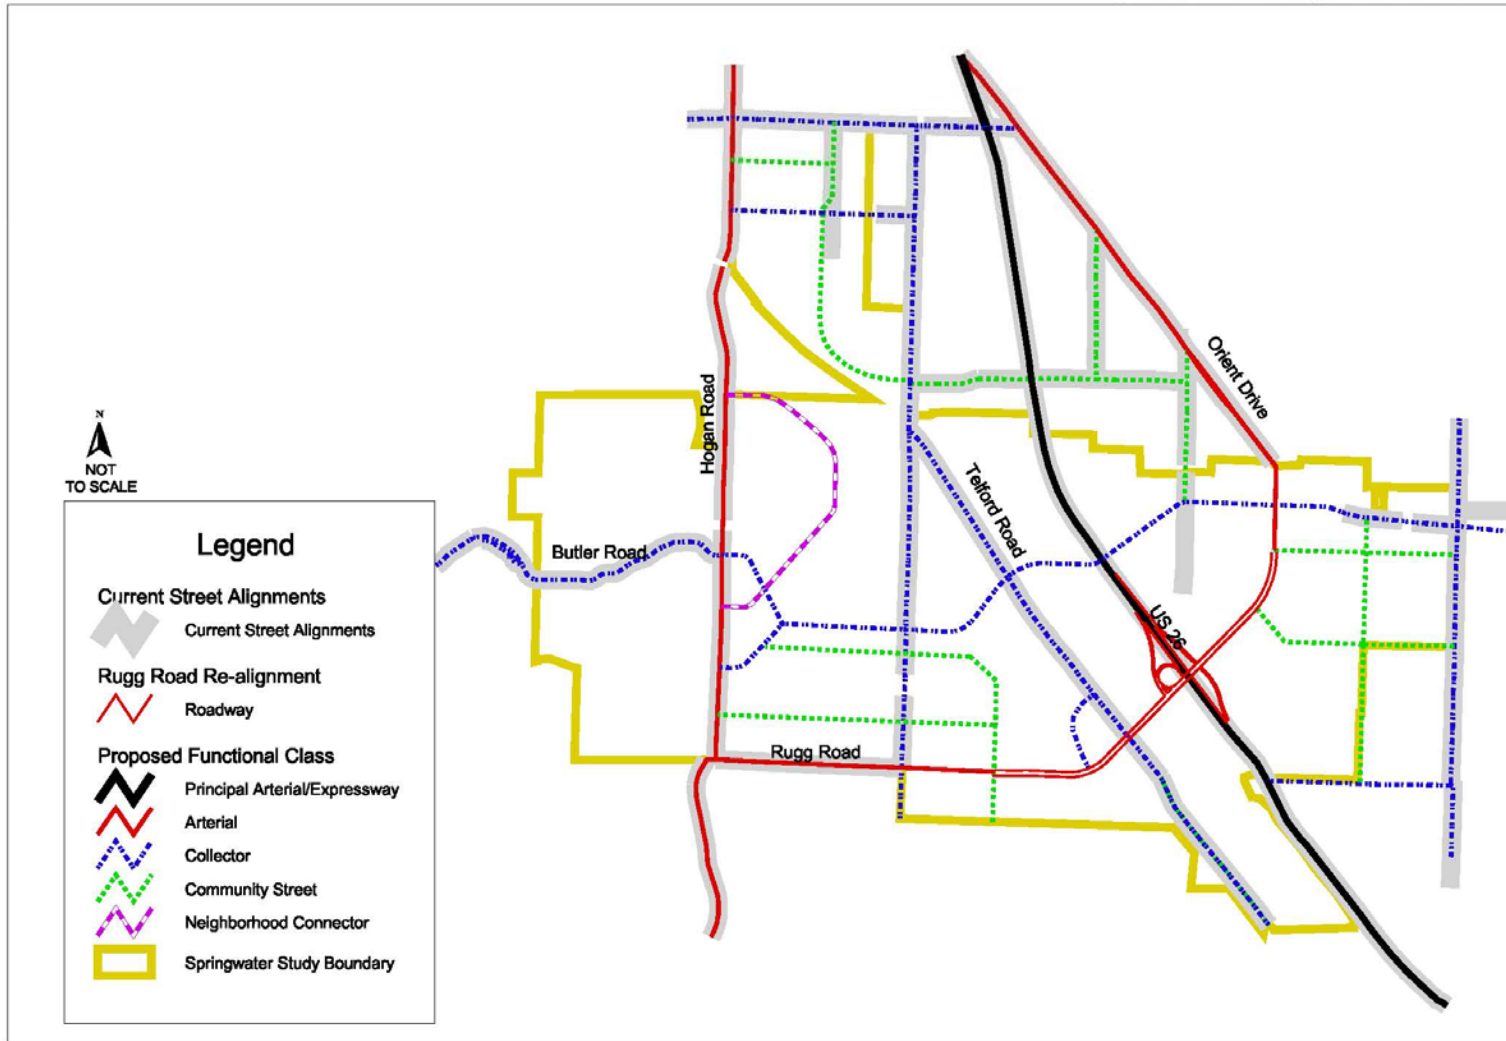 Orient Drive
Hogan Road
N
NOT
TO SCALE
Telford Road
Butler Road
US 26
Rugg Road
Legend
Current Street Alignments
Current Street Alignments
Rugg Road Re-alignment
Roadway
Proposed Functional Class
Principal Arterial/Expressway
Arterial
Collector
Community Street
Neighborhood Connector
Springwater Study Boundary